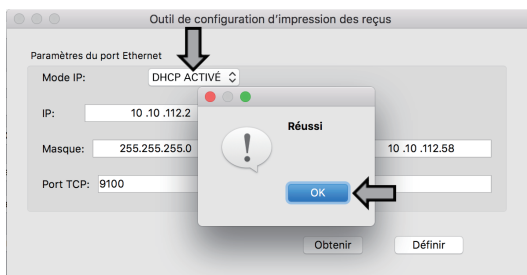 Outil de configuration d'impression des reçus
Paramètres du port Ethernet
Mode IP: DHCP ACTIVÉ
IP: 10 .10 .112.2
Réussi
Masque: 255.255.255.0 10 .10 .112.58
Port TCP: 9100
OK
Obtenir Définir